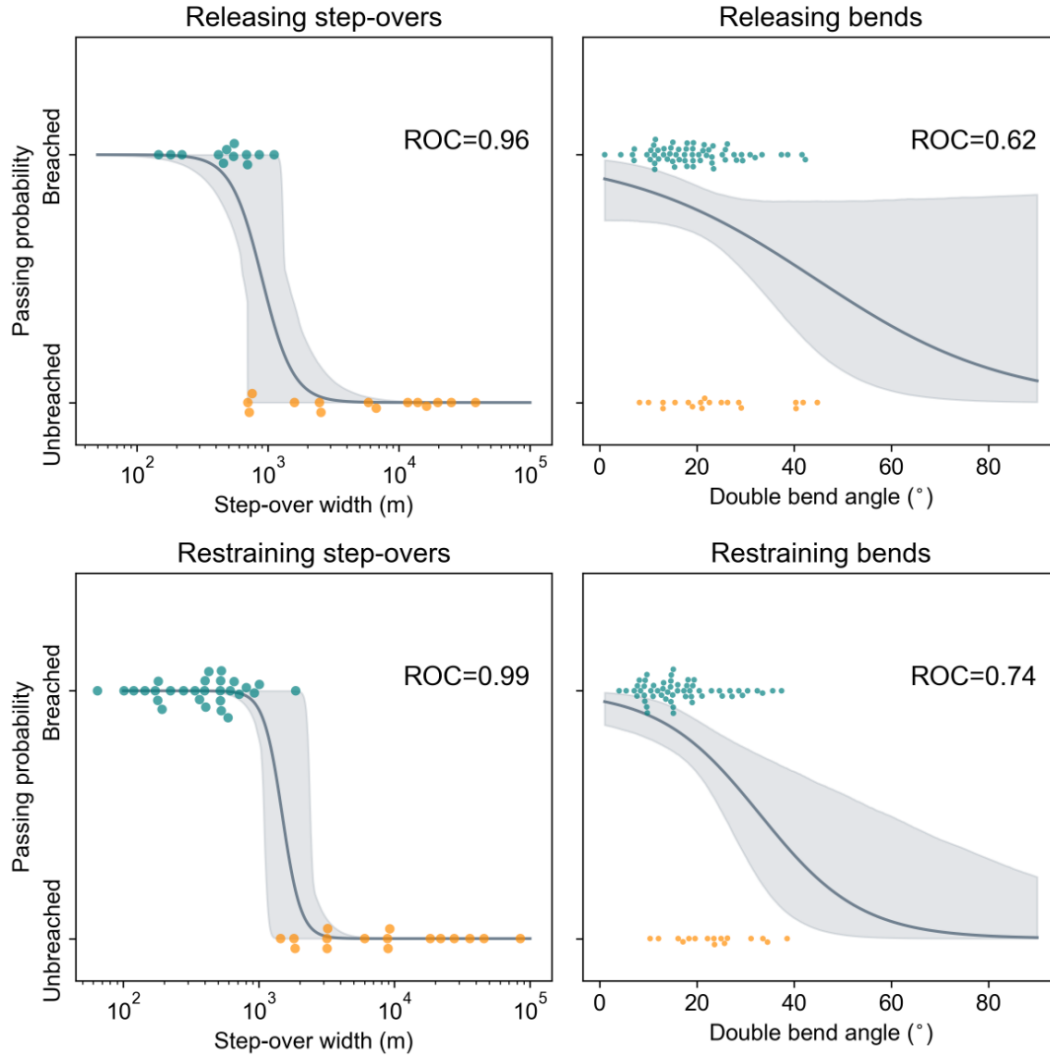 Releasing step-overs
Releasing bends
Passing probability
Breached
Unbreached
ROC=0.96
ROC=0.62
10²
10³
10⁴
10⁵
Step-over width (m)
0
20
40
60
80
Double bend angle (°)
Restraining step-overs
Restraining bends
Passing probability
Breached
Unbreached
ROC=0.99
ROC=0.74
10²
10³
10⁴
10⁵
Step-over width (m)
0
20
40
60
80
Double bend angle (°)